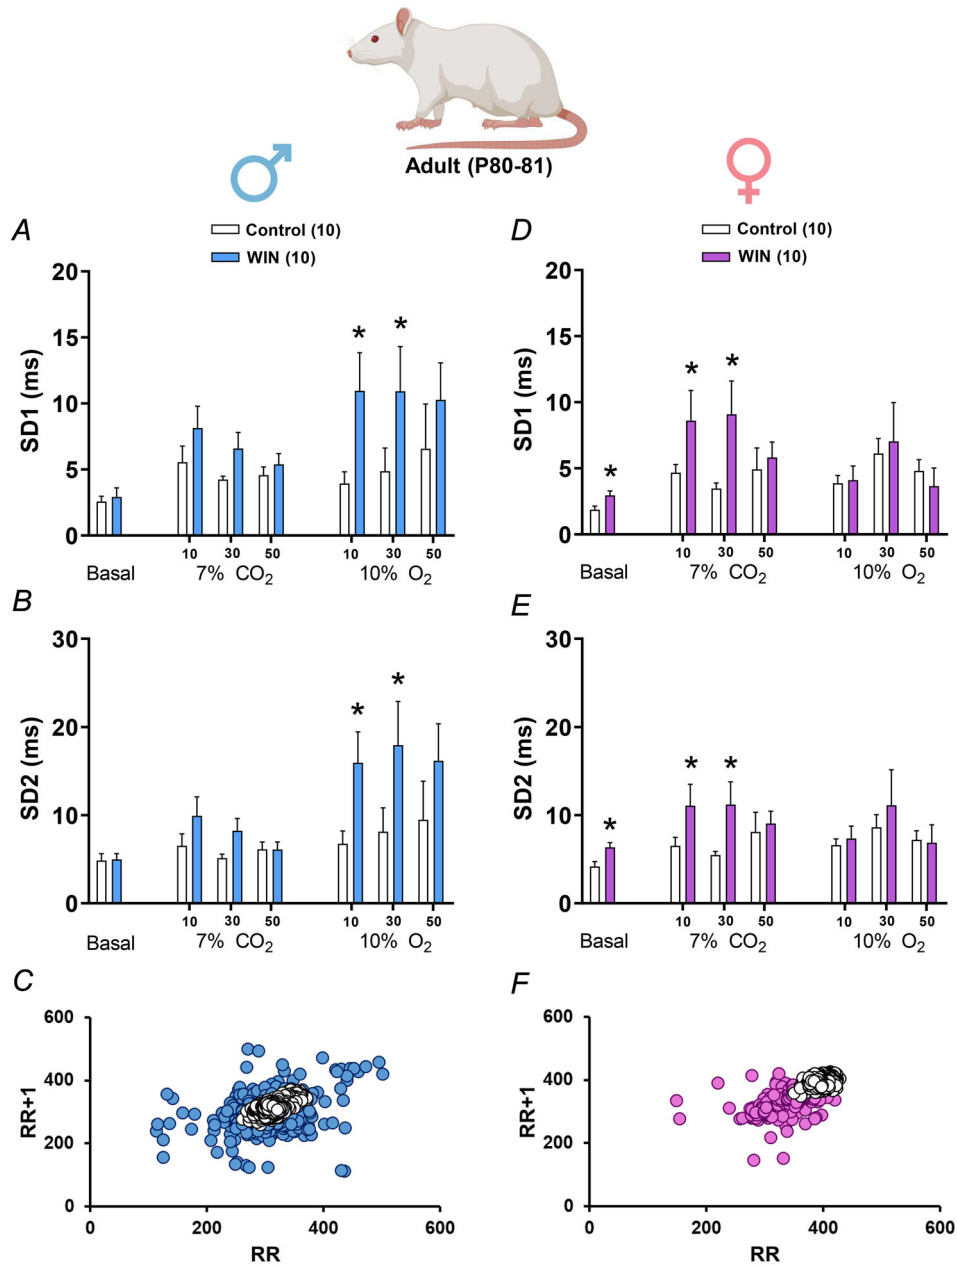 Adult (P80-81)
A
Control (10)
WIN (10)
20
15
10
5
0
SD1 (ms)
10 30 50 10 30 50
Basal 7% CO2 10% O2
D
Control (10)
WIN (10)
20
15
10
5
0
SD1 (ms)
* * * * *
10 30 50 10 30 50
Basal 7% CO2 10% O2
B
30
20
10
0
SD2 (ms)
10 30 50 10 30 50
Basal 7% CO2 10% O2
E
30
20
10
0
SD2 (ms)
* * * * *
10 30 50 10 30 50
Basal 7% CO2 10% O2
C
600
400
200
0
RR+1
0 200 400 600
RR
F
600
400
200
0
RR+1
0 200 400 600
RR